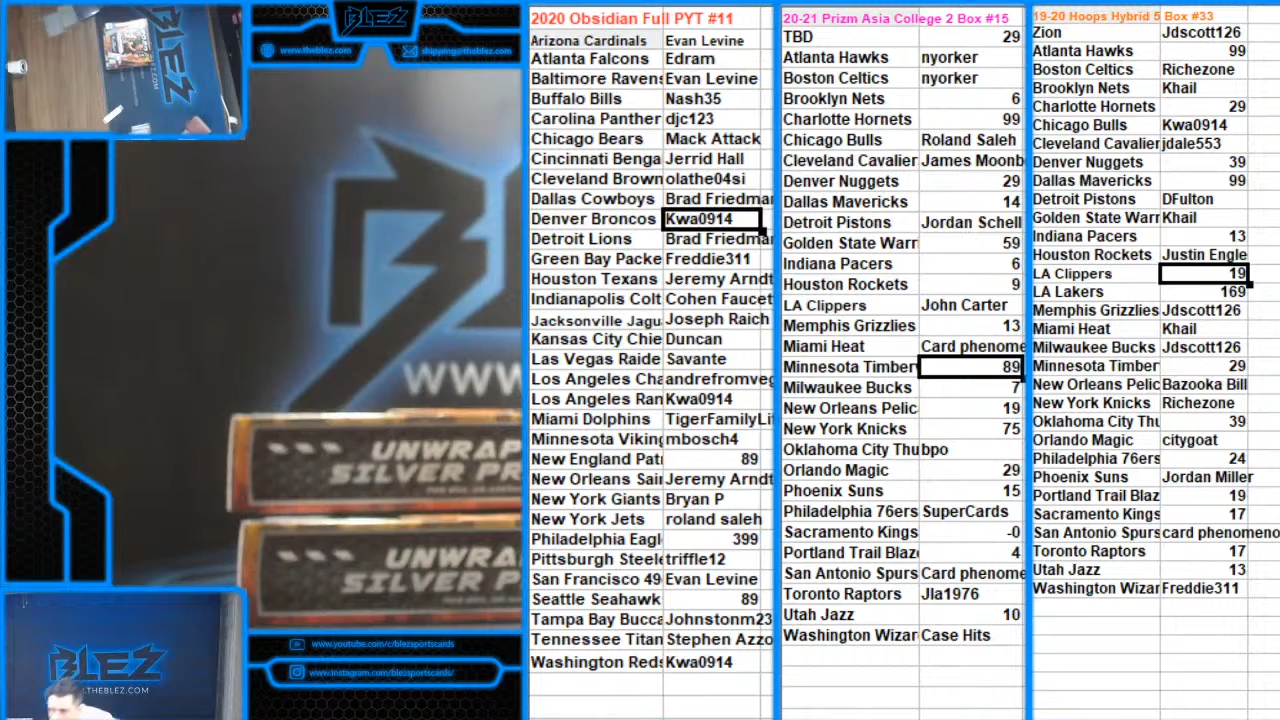 BLEZ
www.theblez.com
shipping@theblez.com
BLEZ
WWW
UNWRAP
SILVER PR
UNWRA
SILVER PR
BLEZ
.THEBLEZ.COM
www.youtube.com/c/blezsportscards
www.instagram.com/blezsportscards/
2020 Obsidian Full PYT #11
Arizona Cardinals Evan Levine
Atlanta Falcons Edram
Baltimore Ravens Evan Levine
Buffalo Bills Nash35
Carolina Panther djc123
Chicago Bears Mack Attack
Cincinnati Benga Jerrid Hall
Cleveland Brown olathe04si
Dallas Cowboys Brad Friedman
Denver Broncos Kwa0914
Detroit Lions Brad Friedman
Green Bay Packe Freddie311
Houston Texans Jeremy Arndt
Indianapolis Colt Cohen Faucet
Jacksonville Jagu Joseph Raich
Kansas City Chie Duncan
Las Vegas Raide Savante
Los Angeles Cha andrefromveg
Los Angeles Ran Kwa0914
Miami Dolphins TigerFamilyLi
Minnesota Viking mbosch4
New England Pat 89
New Orleans Sai Jeremy Arndt
New York Giants Bryan P
New York Jets roland saleh
Philadelphia Eagl 399
Pittsburgh Steele triffle12
San Francisco 49 Evan Levine
Seattle Seahawk 89
Tampa Bay Bucca Johnstonm23
Tennessee Titan Stephen Azzo
Washington Reds Kwa0914
20-21 Prizm Asia College 2 Box #15
TBD 29
Atlanta Hawks nyorker
Boston Celtics nyorker
Brooklyn Nets 6
Charlotte Hornets 99
Chicago Bulls Roland Saleh
Cleveland Cavalier James Moonb
Denver Nuggets 29
Dallas Mavericks 14
Detroit Pistons Jordan Schell
Golden State Warr 59
Indiana Pacers 6
Houston Rockets 9
LA Clippers John Carter
Memphis Grizzlies 13
Miami Heat Card phenome
Minnesota Timberw 89
Milwaukee Bucks 7
New Orleans Pelic 19
New York Knicks 75
Oklahoma City Thu bpo
Orlando Magic 29
Phoenix Suns 15
Philadelphia 76ers SuperCards
Sacramento Kings -0
Portland Trail Blaze 4
San Antonio Spurs Card phenome
Toronto Raptors Jla1976
Utah Jazz 10
Washington Wizar Case Hits
19-20 Hoops Hybrid 5 Box #33
Zion Jdscott126
Atlanta Hawks 99
Boston Celtics Richezone
Brooklyn Nets Khail
Charlotte Hornets 29
Chicago Bulls Kwa0914
Cleveland Cavalier jdale553
Denver Nuggets 39
Dallas Mavericks 99
Detroit Pistons DFulton
Golden State Warr Khail
Indiana Pacers 13
Houston Rockets Justin Engle
LA Clippers 19
LA Lakers 169
Memphis Grizzlies Jdscott126
Miami Heat Khail
Milwaukee Bucks Jdscott126
Minnesota Timber 29
New Orleans Pelic Bazooka Bill
New York Knicks Richezone
Oklahoma City Thu 39
Orlando Magic citygoat
Philadelphia 76ers 24
Phoenix Suns Jordan Miller
Portland Trail Blaz 19
Sacramento Kings 17
San Antonio Spurs card phenomeno
Toronto Raptors 17
Utah Jazz 13
Washington Wizar Freddie311